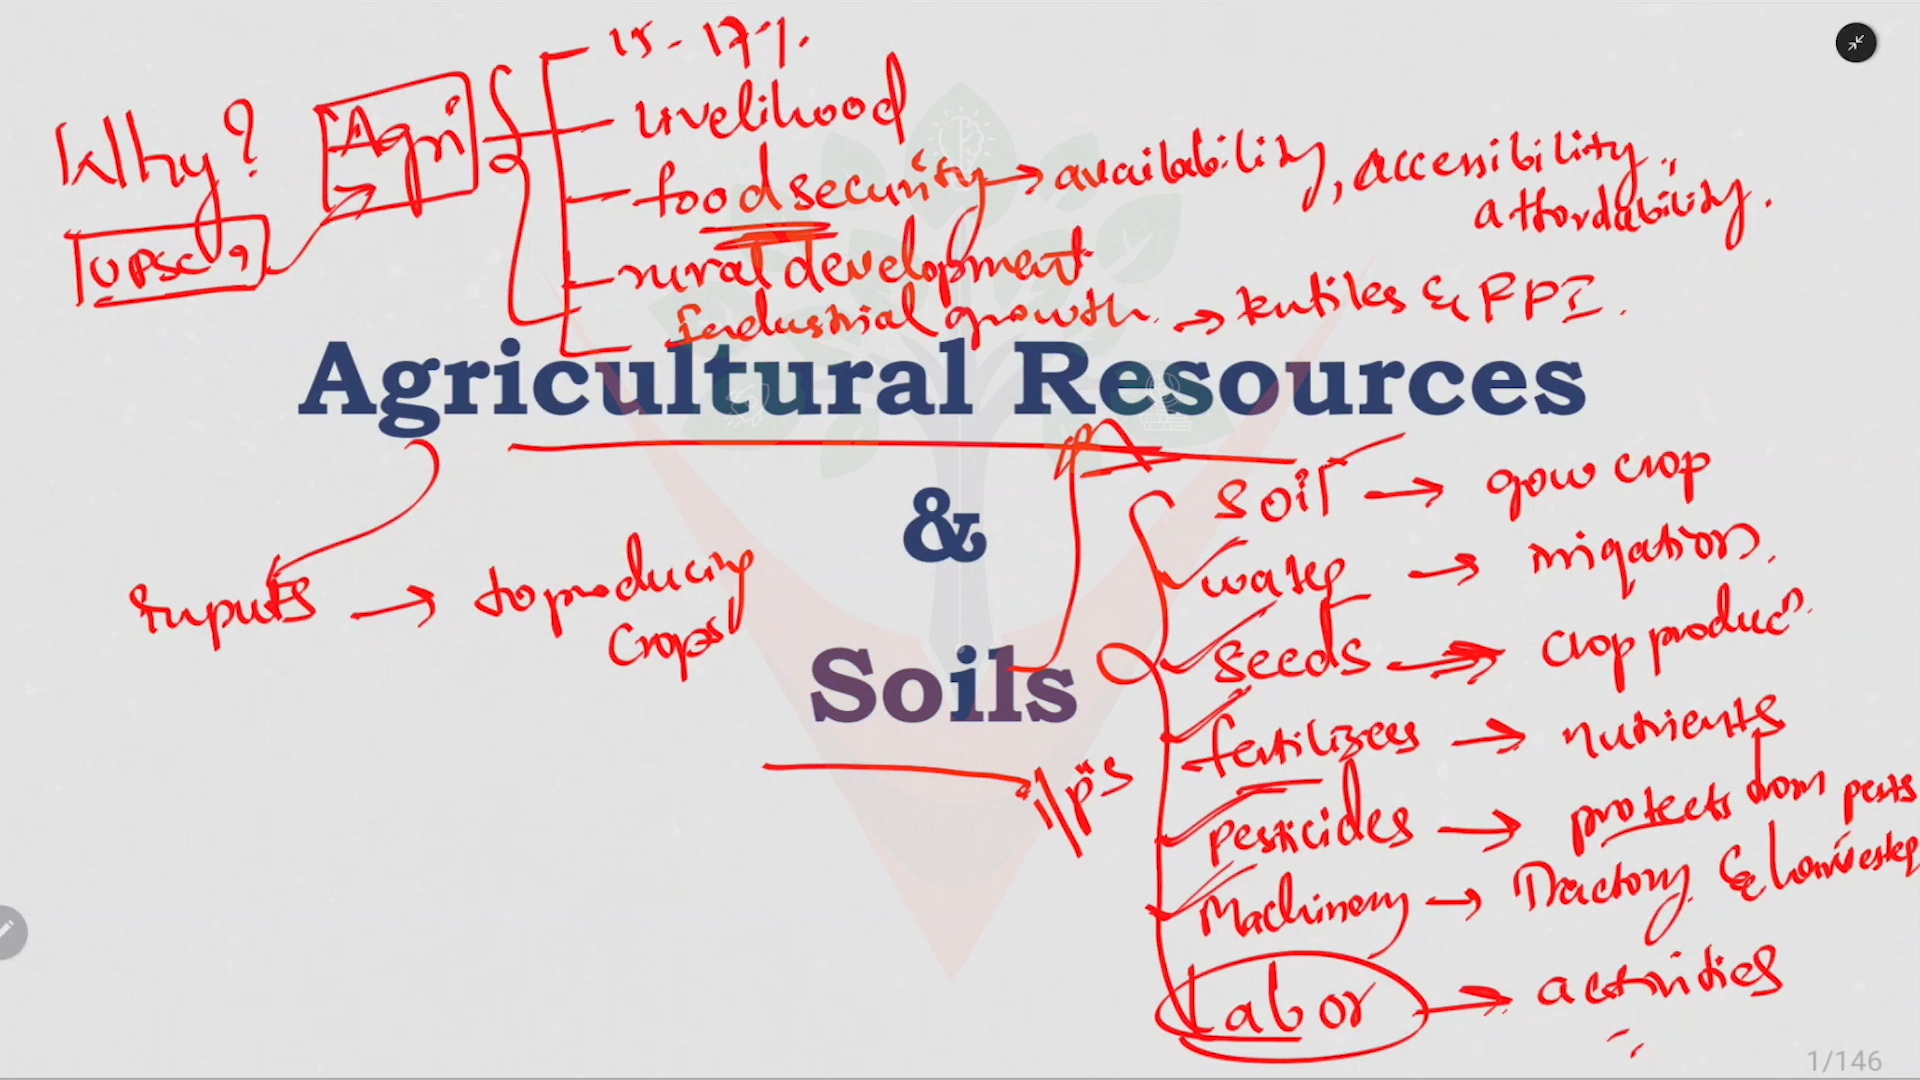 15-17%
Why? Agri livelihood
food security → availability, accessibility,
affordability.
UPSC ?
rural development
Industrial growth. → textiles & FPI.
Agricultural Resources
&
Soils
inputs → to producing
crops
i/p's
Soil → grow crop
water → irrigation.
Seeds → crop producn.
fertilizers → nutrients
Pesticides → protects from pests
Machinery → Tractory & harvester
Labor → activities
1/146